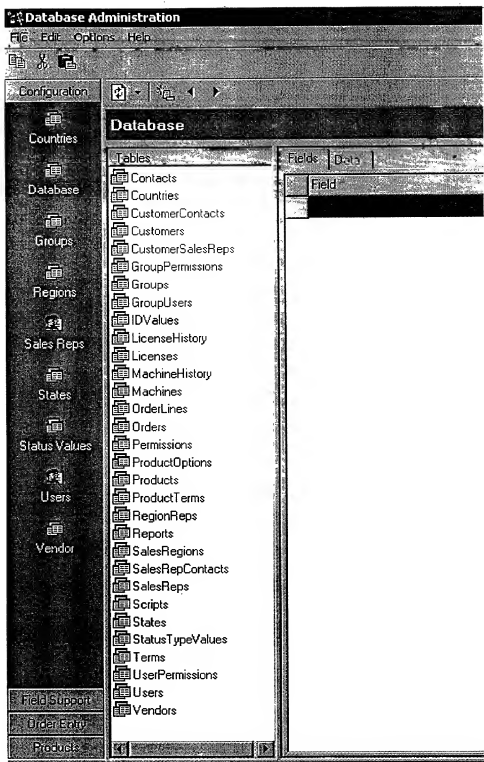 Database Administration
File Edit Options Help
Configuration
Countries
Database
Groups
Regions
Sales Reps
States
Status Values
Users
Vendor
Field Support
Order Entry
Products
Database
Tables
Contacts
Countries
CustomerContacts
Customers
CustomerSalesReps
GroupPermissions
Groups
GroupUsers
IDValues
LicenseHistory
Licenses
MachineHistory
Machines
OrderLines
Orders
Permissions
ProductOptions
Products
ProductTerms
RegionReps
Reports
SalesRegions
SalesRepContacts
SalesReps
Scripts
States
StatusTypeValues
Terms
UserPermissions
Users
Vendors
Fields Data
Field